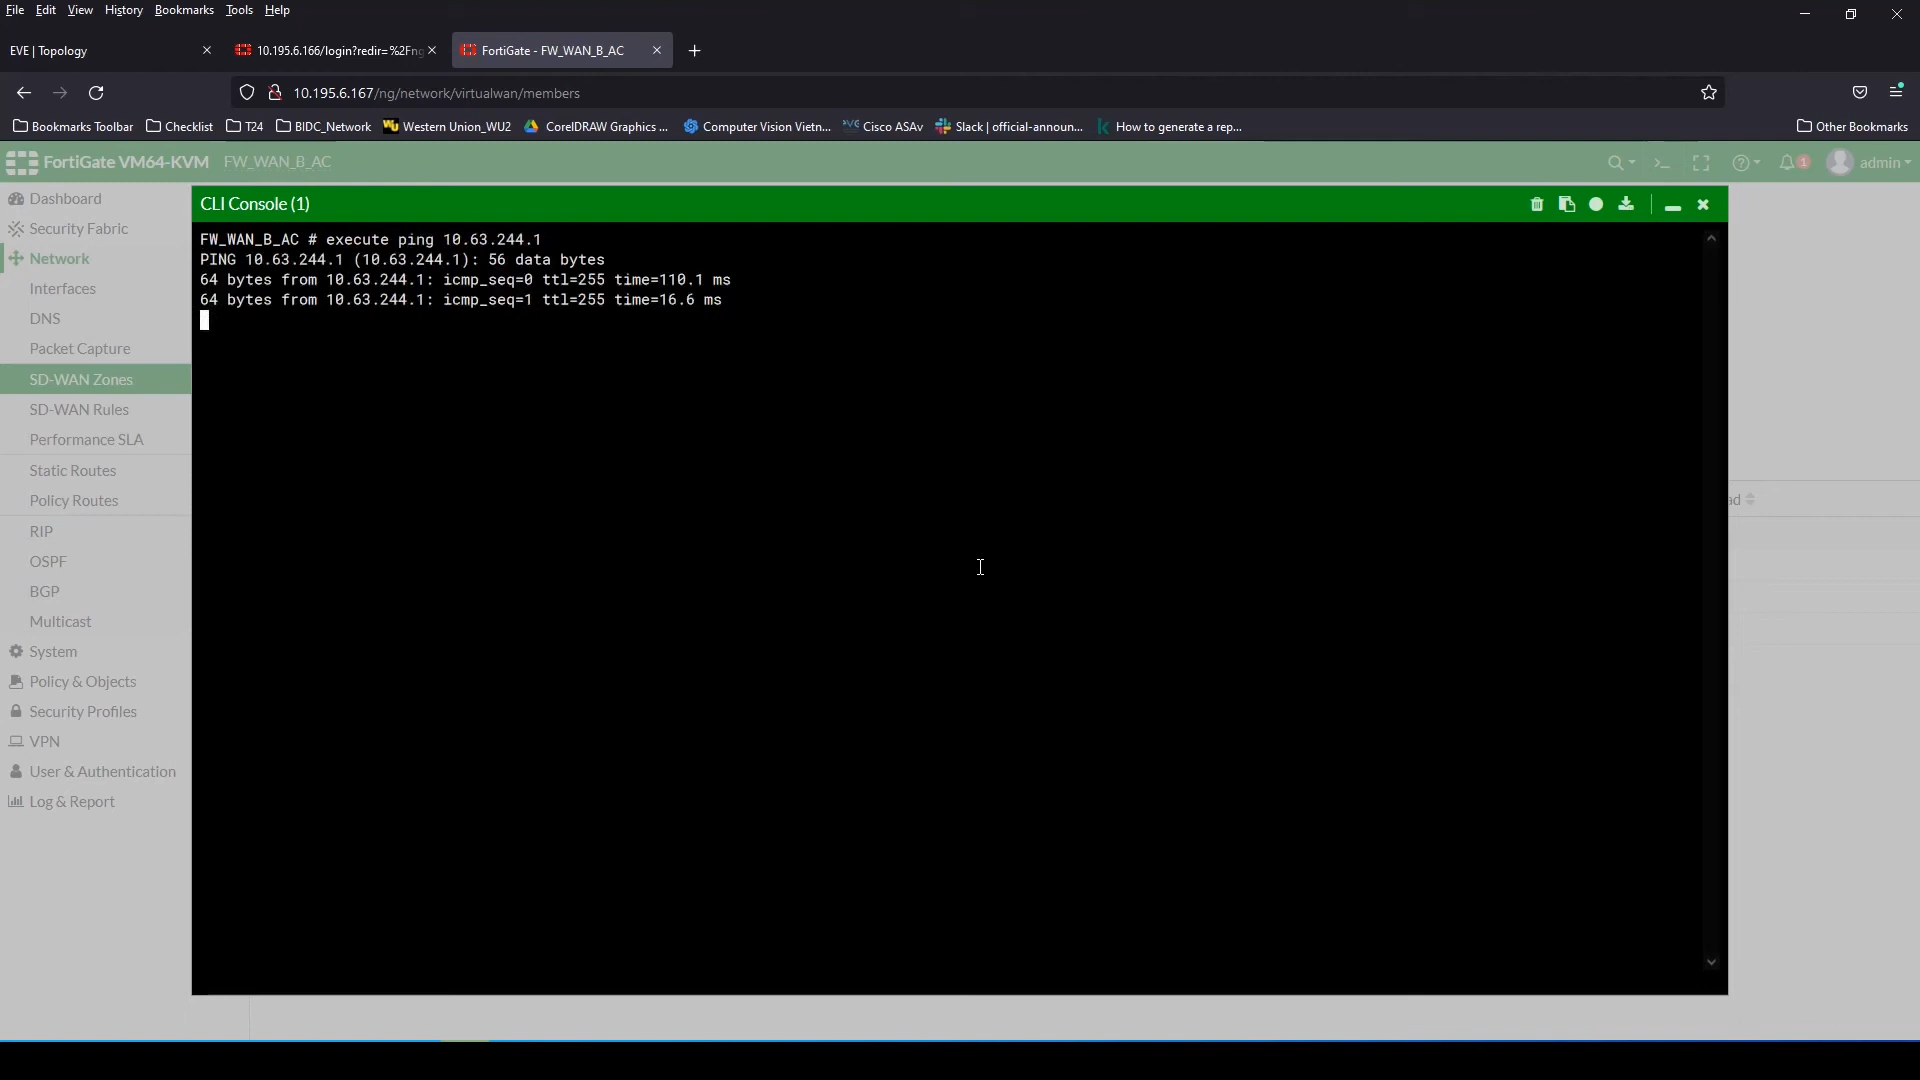 File Edit View History Bookmarks Tools Help
EVE | Topology
10.195.6.166/login?redir=%2Fng
FortiGate - FW_WAN_B_AC
10.195.6.167/ng/network/virtualwan/members
Bookmarks Toolbar Checklist T24 BIDC_Network Western Union_WU2 CorelDRAW Graphics ... Computer Vision Vietn... Cisco ASAv Slack | official-announ... How to generate a rep... Other Bookmarks
FortiGate VM64-KVM FW_WAN_B_AC 1 admin
CLI Console (1)
FW_WAN_B_AC # execute ping 10.63.244.1
PING 10.63.244.1 (10.63.244.1): 56 data bytes
64 bytes from 10.63.244.1: icmp_seq=0 ttl=255 time=110.1 ms
64 bytes from 10.63.244.1: icmp_seq=1 ttl=255 time=16.6 ms
Dashboard
Security Fabric
Network
Interfaces
DNS
Packet Capture
SD-WAN Zones
SD-WAN Rules
Performance SLA
Static Routes
Policy Routes
RIP
OSPF
BGP
Multicast
System
Policy & Objects
Security Profiles
VPN
User & Authentication
Log & Report
ad